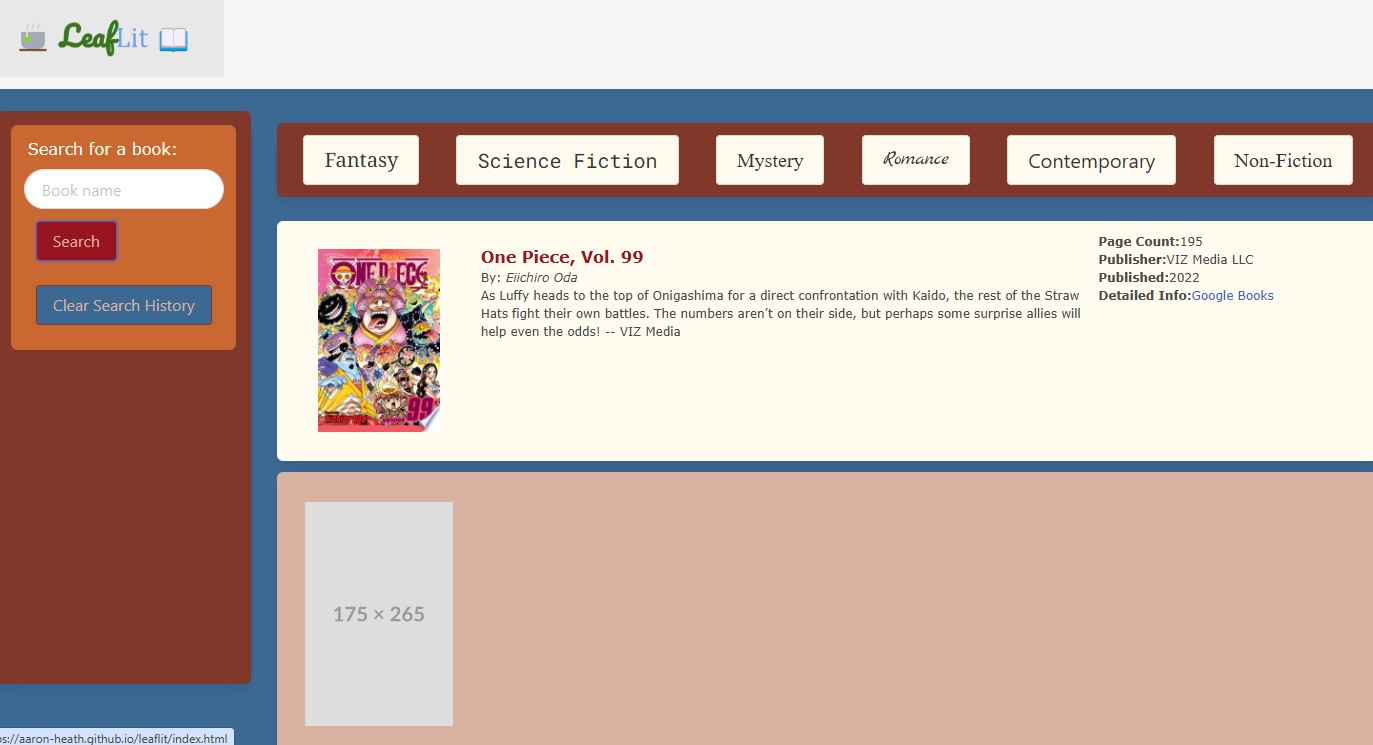 LeafLit
Search for a book:
Book name
Search
Clear Search History
Fantasy
Science Fiction
Mystery
Romance
Contemporary
Non-Fiction
ONE PIECE
99
One Piece, Vol. 99
By: Eiichiro Oda
As Luffy heads to the top of Onigashima for a direct confrontation with Kaido, the rest of the Straw
Hats fight their own battles. The numbers aren’t on their side, but perhaps some surprise allies will
help even the odds! -- VIZ Media
Page Count:195
Publisher:VIZ Media LLC
Published:2022
Detailed Info:Google Books
175 × 265
ps://aaron-heath.github.io/leaflit/index.html